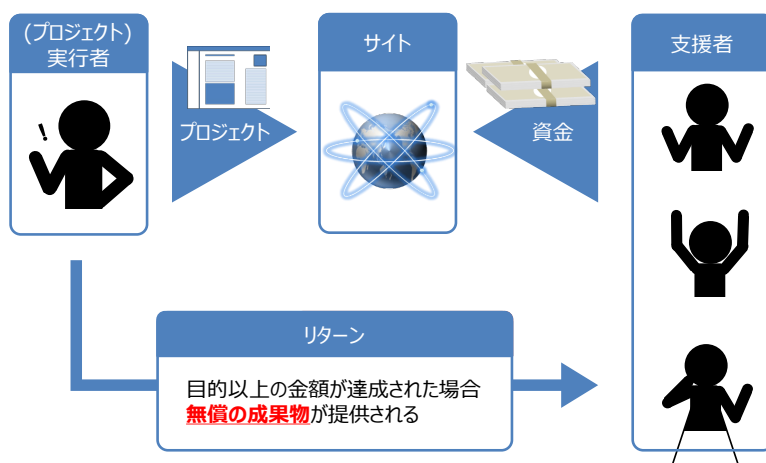 (プロジェクト)
実行者
サイト
支援者
!
プロジェクト
資金
リターン
目的以上の金額が達成された場合
無償の成果物が提供される